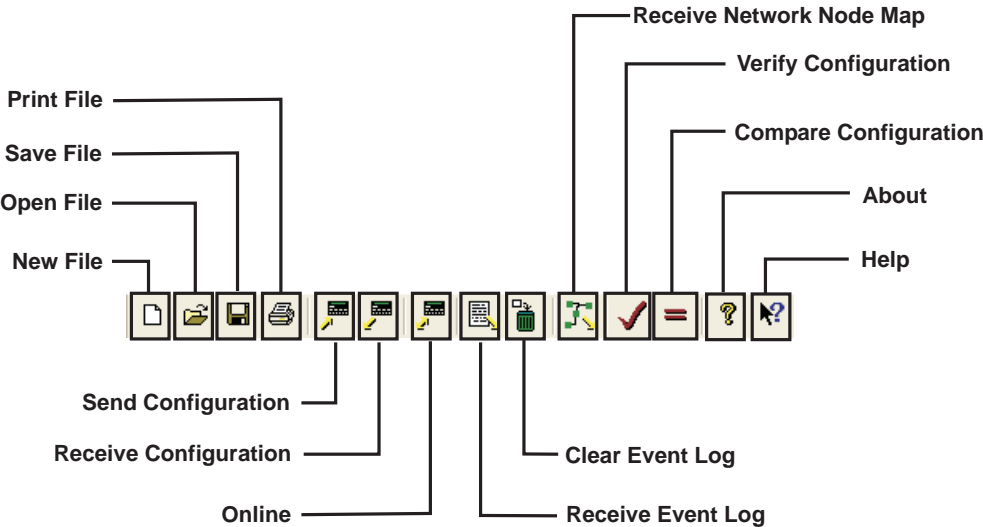 Receive Network Node Map
Verify Configuration
Print File
Compare Configuration
Save File
Open File
About
New File
Help
Send Configuration
Receive Configuration
Clear Event Log
Online
Receive Event Log